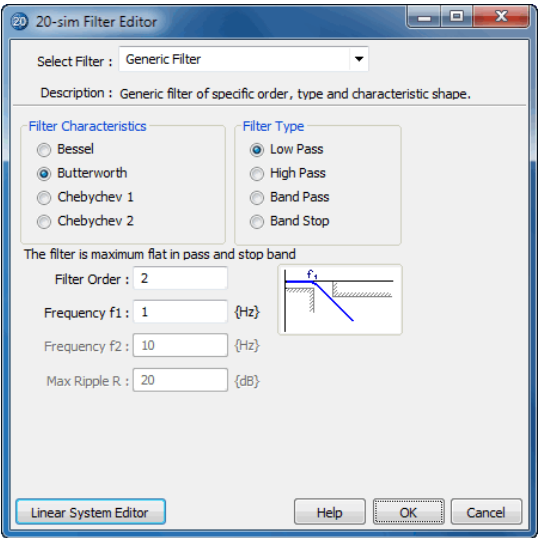 20 20-sim Filter Editor
Select Filter : Generic Filter
Description : Generic filter of specific order, type and characteristic shape.
Filter Characteristics
Bessel
Butterworth
Chebychev 1
Chebychev 2
Filter Type
Low Pass
High Pass
Band Pass
Band Stop
The filter is maximum flat in pass and stop band
Filter Order : 2
Frequency f1 : 1 {Hz}
Frequency f2 : 10 {Hz}
Max Ripple R : 20 {dB}
f1
Linear System Editor
Help
OK
Cancel